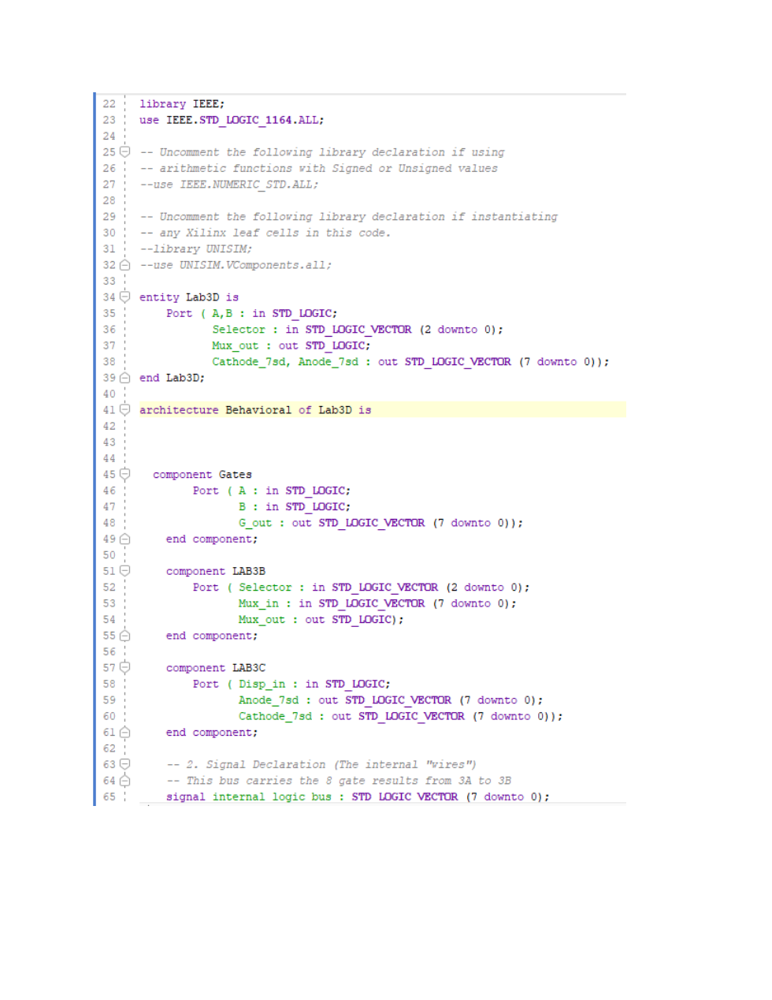 22 library IEEE;
23 use IEEE.STD_LOGIC_1164.ALL;
24
25 -- Uncomment the following library declaration if using
26 -- arithmetic functions with Signed or Unsigned values
27 --use IEEE.NUMERIC_STD.ALL;
28
29 -- Uncomment the following library declaration if instantiating
30 -- any Xilinx leaf cells in this code.
31 --library UNISIM;
32 --use UNISIM.VComponents.all;
33
34 entity Lab3D is
35 Port ( A,B : in STD_LOGIC;
36 Selector : in STD_LOGIC_VECTOR (2 downto 0);
37 Mux_out : out STD_LOGIC;
38 Cathode_7sd, Anode_7sd : out STD_LOGIC_VECTOR (7 downto 0));
39 end Lab3D;
40
41 architecture Behavioral of Lab3D is
42
43
44
45 component Gates
46 Port ( A : in STD_LOGIC;
47 B : in STD_LOGIC;
48 G_out : out STD_LOGIC_VECTOR (7 downto 0));
49 end component;
50
51 component LAB3B
52 Port ( Selector : in STD_LOGIC_VECTOR (2 downto 0);
53 Mux_in : in STD_LOGIC_VECTOR (7 downto 0);
54 Mux_out : out STD_LOGIC);
55 end component;
56
57 component LAB3C
58 Port ( Disp_in : in STD_LOGIC;
59 Anode_7sd : out STD_LOGIC_VECTOR (7 downto 0);
60 Cathode_7sd : out STD_LOGIC_VECTOR (7 downto 0));
61 end component;
62
63 -- 2. Signal Declaration (The internal "wires")
64 -- This bus carries the 8 gate results from 3A to 3B
65 signal internal_logic_bus : STD_LOGIC_VECTOR (7 downto 0);